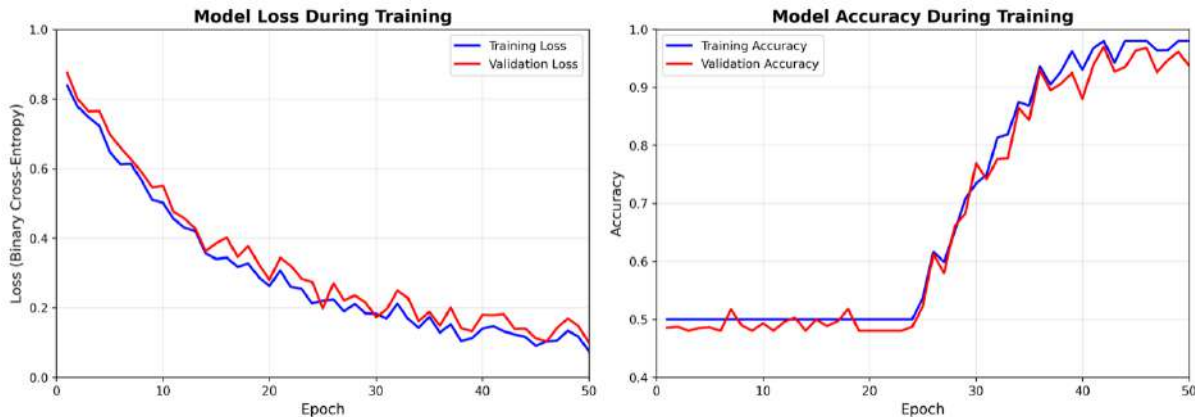 Model Loss During Training
1.0
0.8
0.6
0.4
0.2
0.0
Loss (Binary Cross-Entropy)
Training Loss
Validation Loss
0 10 20 30 40 50
Epoch
Model Accuracy During Training
1.0
0.9
0.8
0.7
0.6
0.5
0.4
Accuracy
Training Accuracy
Validation Accuracy
0 10 20 30 40 50
Epoch